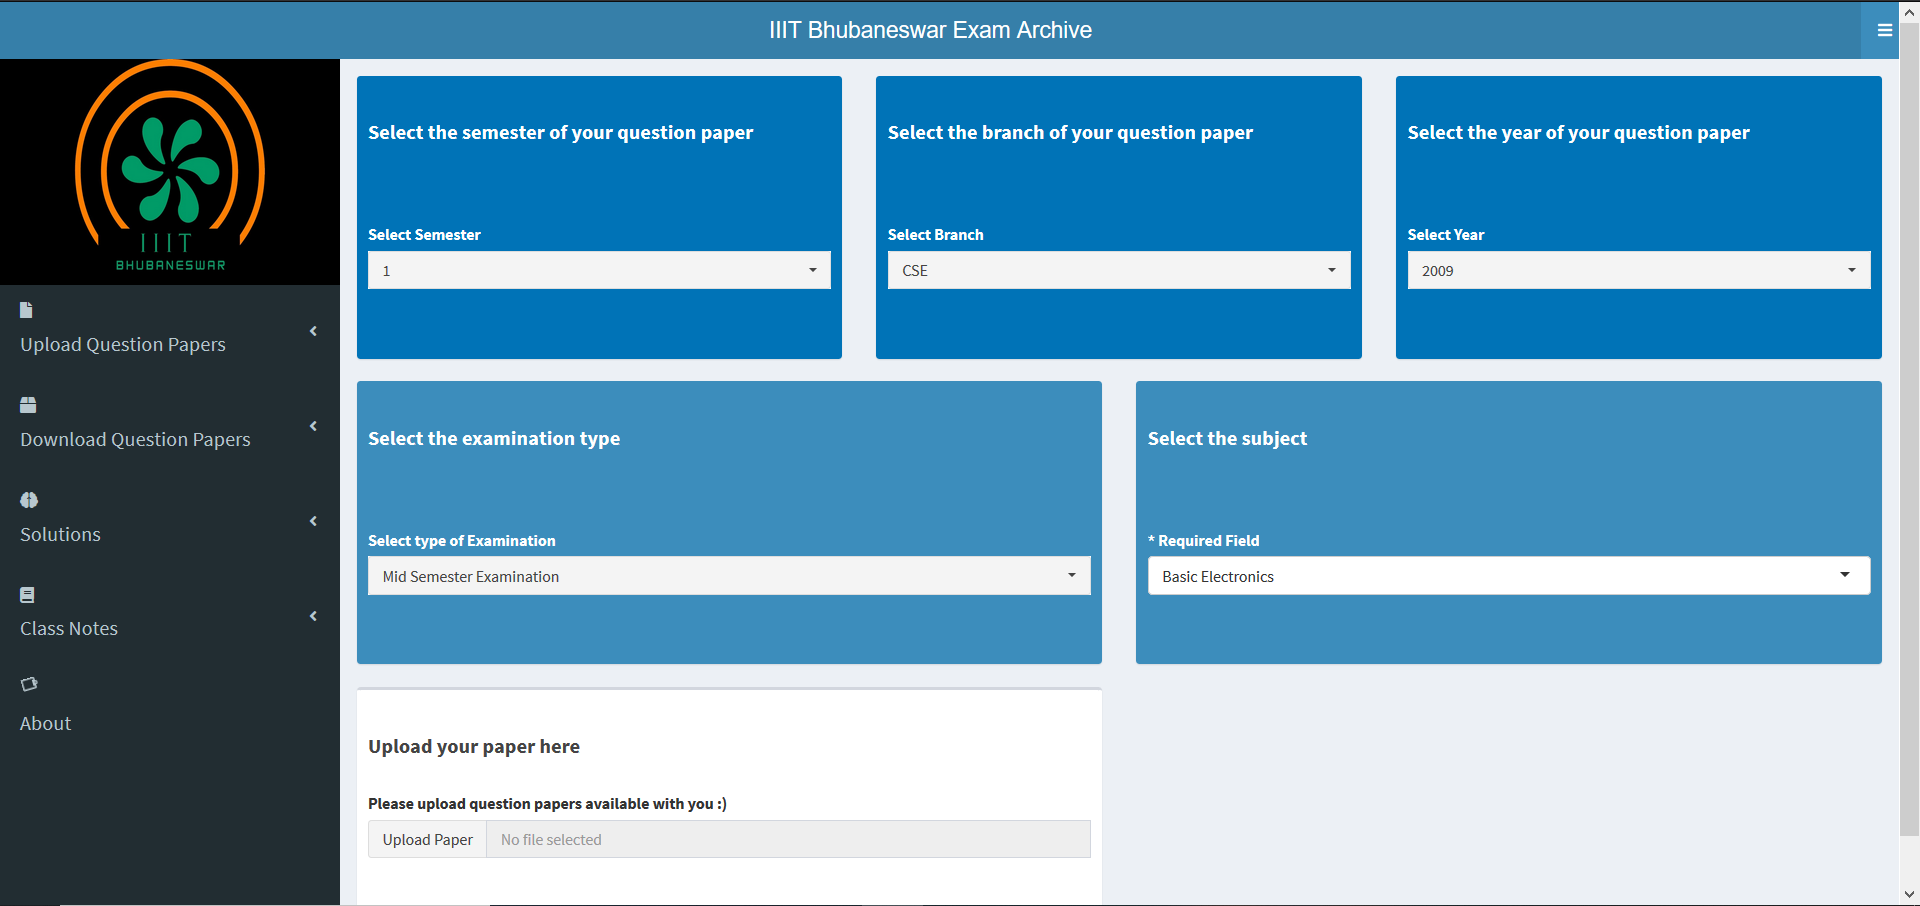 IIIT Bhubaneswar Exam Archive
IIIT
BHUBANESWAR
Upload Question Papers
Download Question Papers
Solutions
Class Notes
About
Select the semester of your question paper
Select Semester
1
Select the branch of your question paper
Select Branch
CSE
Select the year of your question paper
Select Year
2009
Select the examination type
Select type of Examination
Mid Semester Examination
Select the subject
* Required Field
Basic Electronics
Upload your paper here
Please upload question papers available with you :)
Upload Paper No file selected